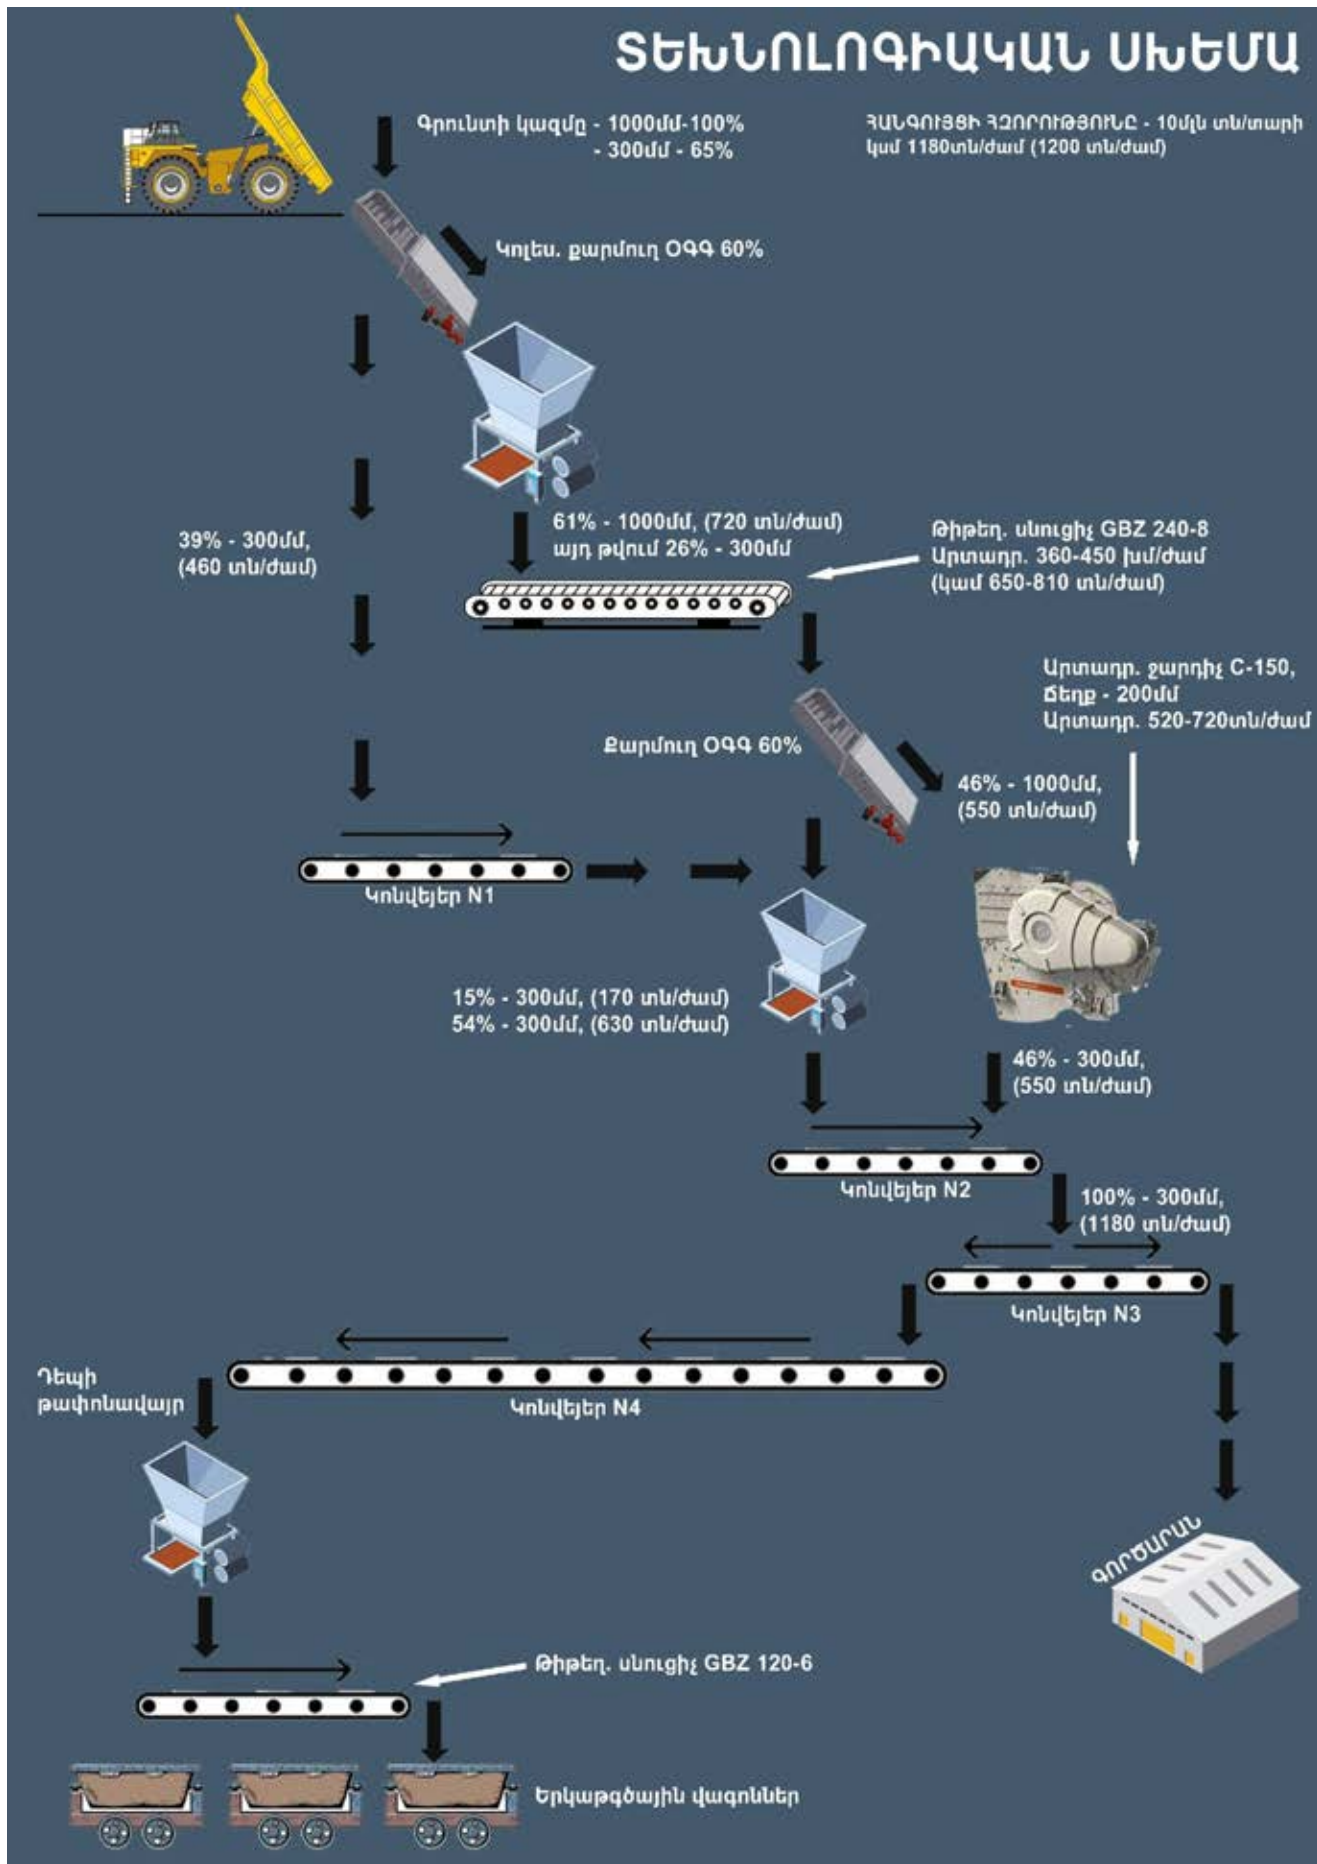 ՏԵԽՆՈԼՈԳԻԱԿԱՆ ՍԽԵՄԱ
Գրունտի կազմը - 1000մմ-100%
- 300մմ - 65%
ՀԱՆԳՈՒՅՑԻ ՀԶՈՐՈՒԹՅՈՒՆԸ - 10մլն տն/տարի
կամ 1180տն/ժամ (1200 տն/ժամ)
Կոլես. քարմուղ ՕԳԳ 60%
39% - 300մմ,
(460 տն/ժամ)
61% - 1000մմ, (720 տն/ժամ)
այդ թվում 26% - 300մմ
Թիթեղ. սնուցիչ GBZ 240-8
Արտադր. 360-450 խմ/ժամ
(կամ 650-810 տն/ժամ)
Արտադր. ջարդիչ C-150,
Ճեղք - 200մմ
Արտադր. 520-720տն/ժամ
Քարմուղ ՕԳԳ 60%
46% - 1000մմ,
(550 տն/ժամ)
Կոնվեյեր N1
15% - 300մմ, (170 տն/ժամ)
54% - 300մմ, (630 տն/ժամ)
46% - 300մմ,
(550 տն/ժամ)
Կոնվեյեր N2
100% - 300մմ,
(1180 տն/ժամ)
Կոնվեյեր N3
Դեպի
թափոնավայր
Կոնվեյեր N4
ԳՈՐԾԱՐԱՆ
Թիթեղ. սնուցիչ GBZ 120-6
Երկաթգծային վագոններ